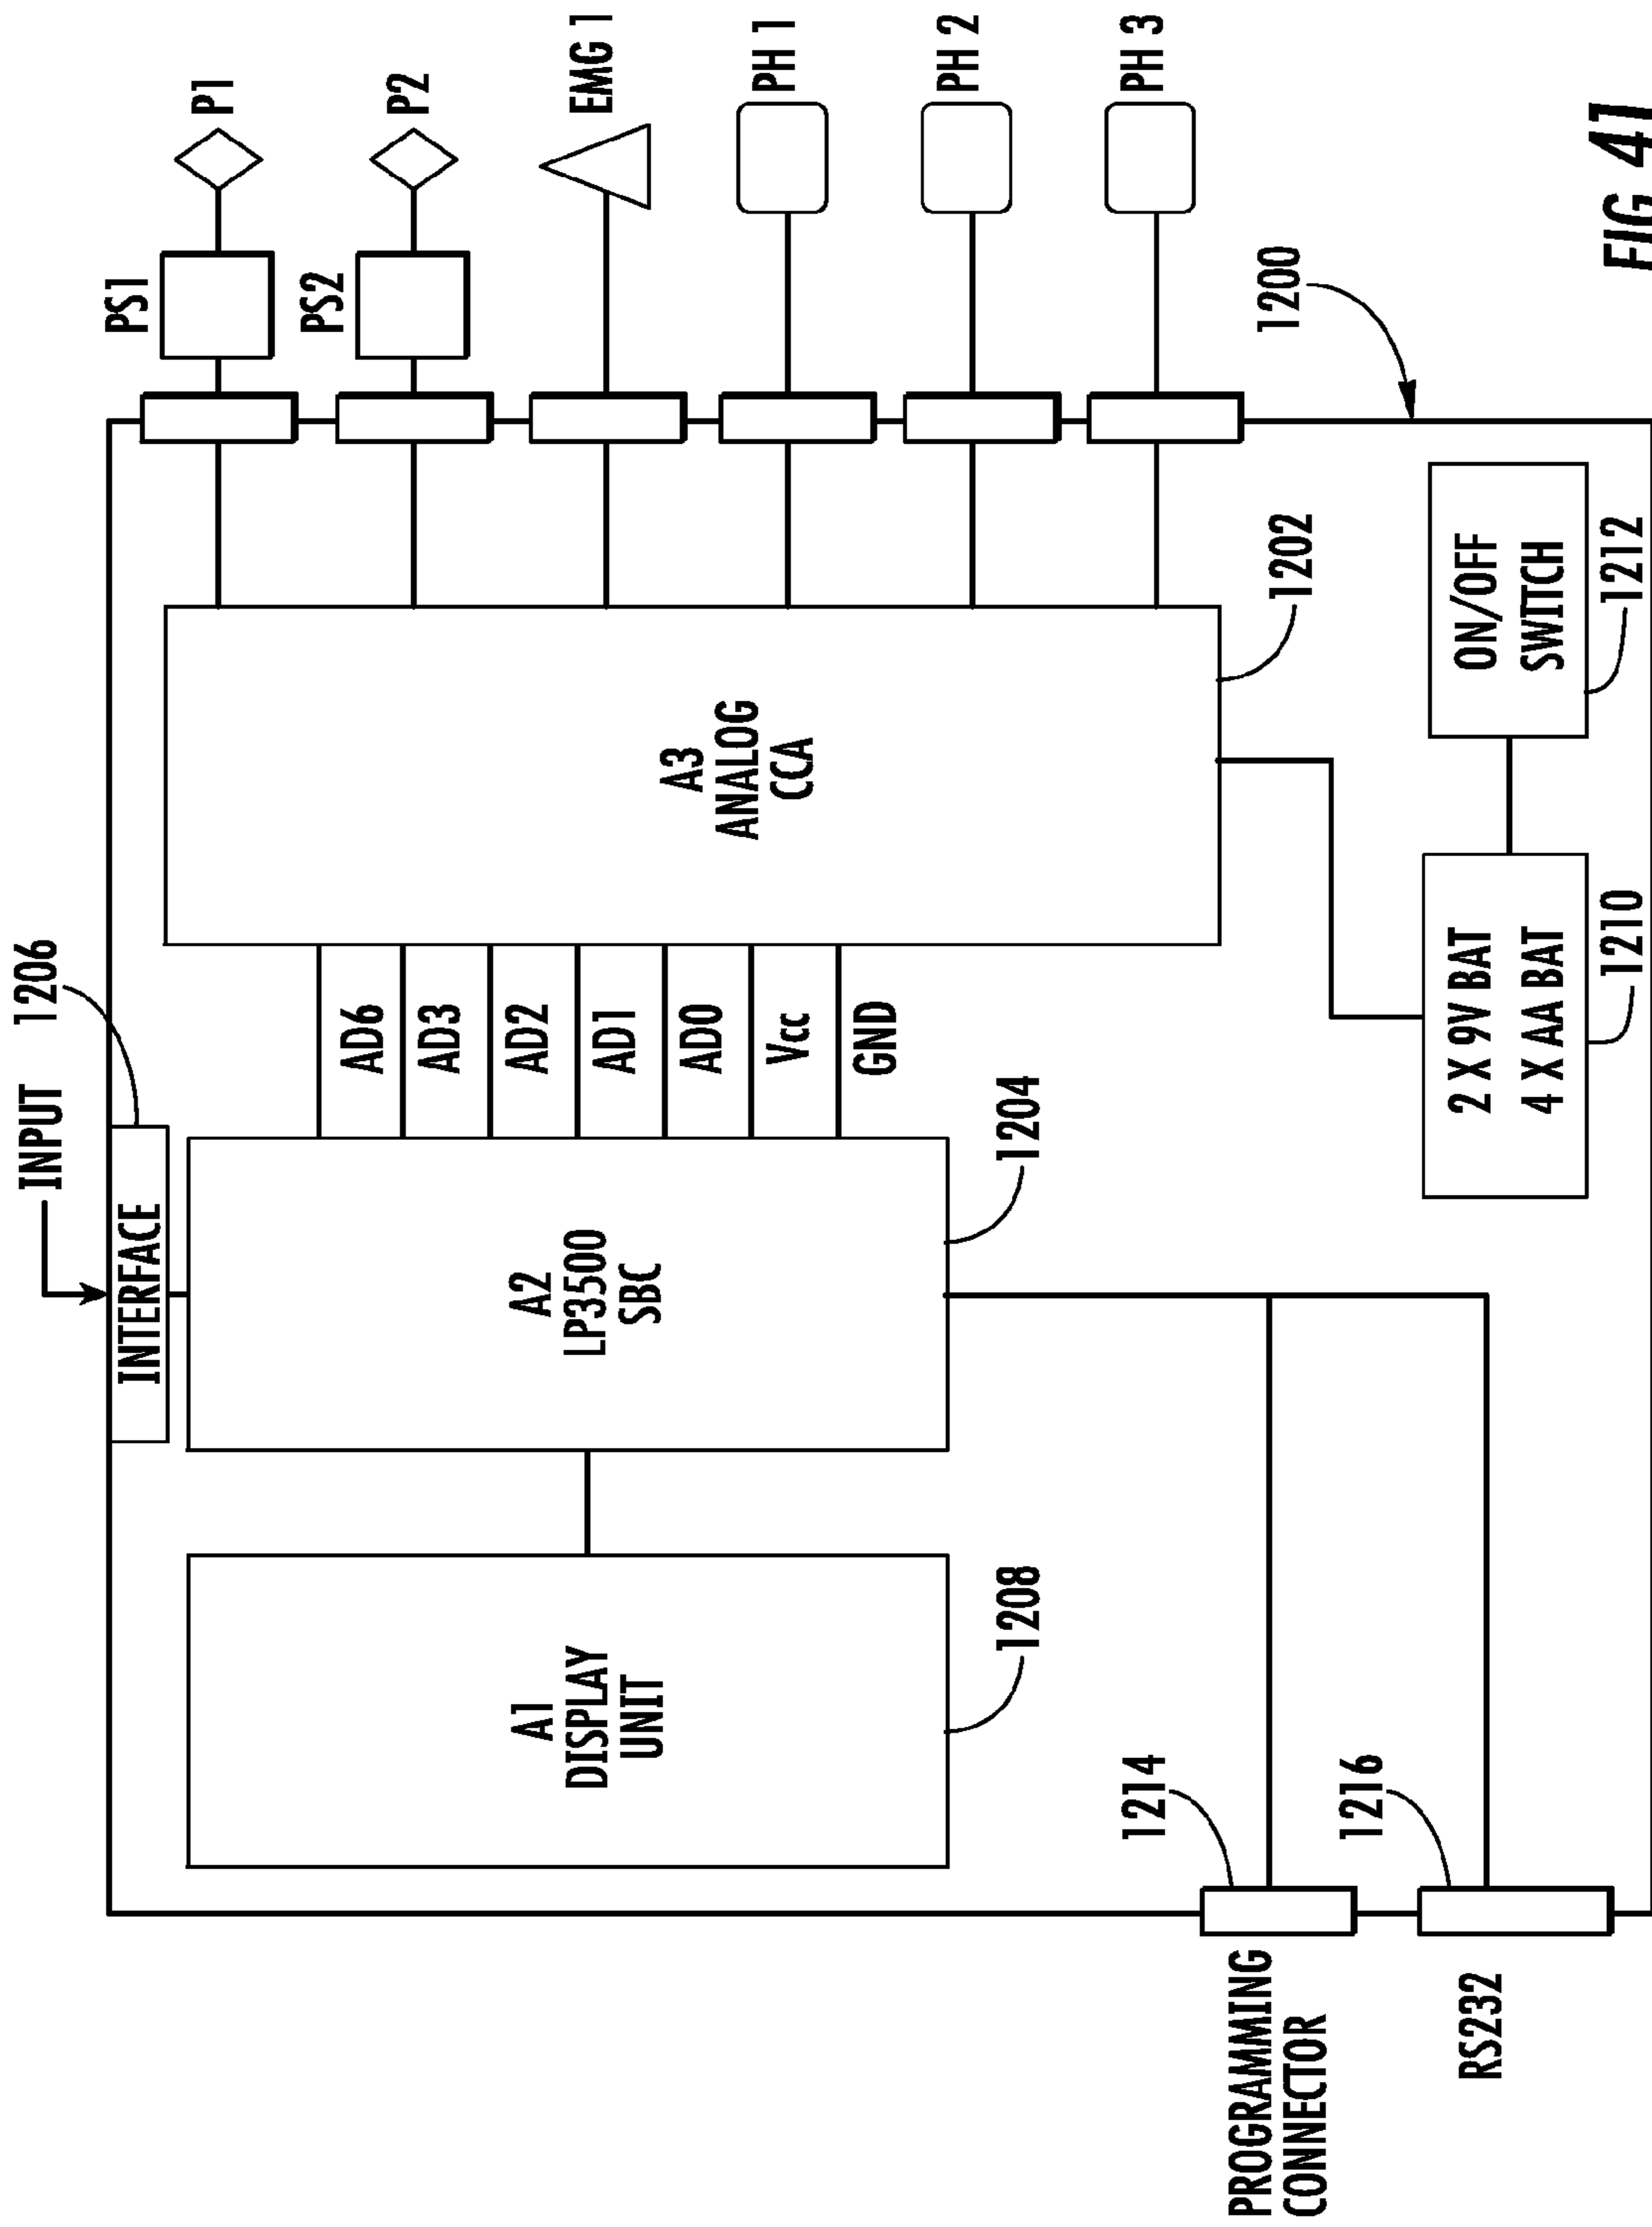 INPUT
1206
INTERFACE
PS1
P1
PS2
P2
EMG 1
PH 1
PH 2
PH 3
A1
DISPLAY
UNIT
1208
A2
LP3500
SBC
1204
AD6
AD3
AD2
AD1
AD0
Vcc
GND
A3
ANALOG
CCA
1202
1200
PROGRAMMING
CONNECTOR
1214
RS232
1216
2 X 9V BAT
4 X AA BAT
1210
ON/OFF
SWITCH
1212
FIG 41